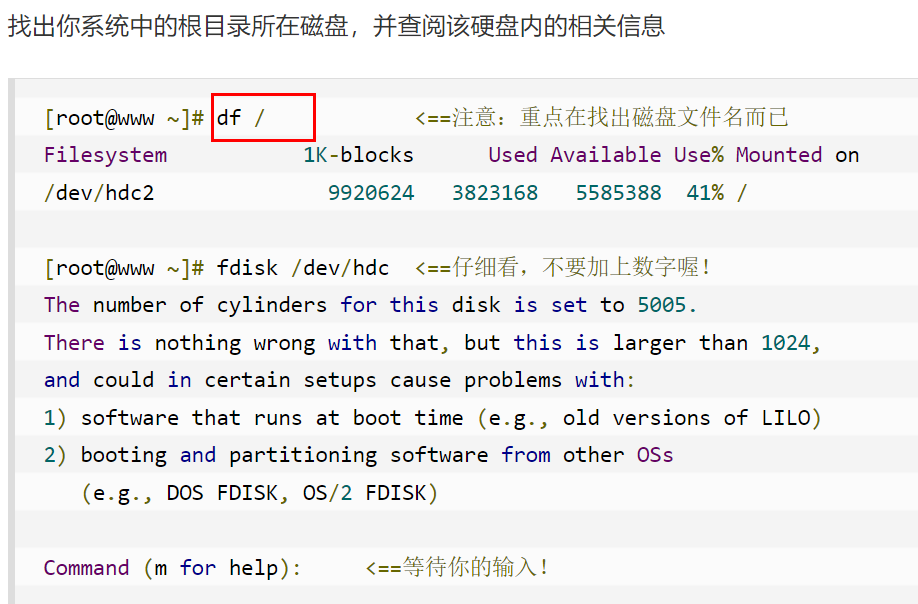 找出你系统中的根目录所在磁盘，并查阅该硬盘内的相关信息
[root@www ~]# df /            <==注意：重点在找出磁盘文件名而已
Filesystem           1K-blocks      Used Available Use% Mounted on
/dev/hdc2              9920624   3823168   5585388  41% /
[root@www ~]# fdisk /dev/hdc  <==仔细看，不要加上数字喔！
The number of cylinders for this disk is set to 5005.
There is nothing wrong with that, but this is larger than 1024,
and could in certain setups cause problems with:
1) software that runs at boot time (e.g., old versions of LILO)
2) booting and partitioning software from other OSs
   (e.g., DOS FDISK, OS/2 FDISK)
Command (m for help):     <==等待你的输入！